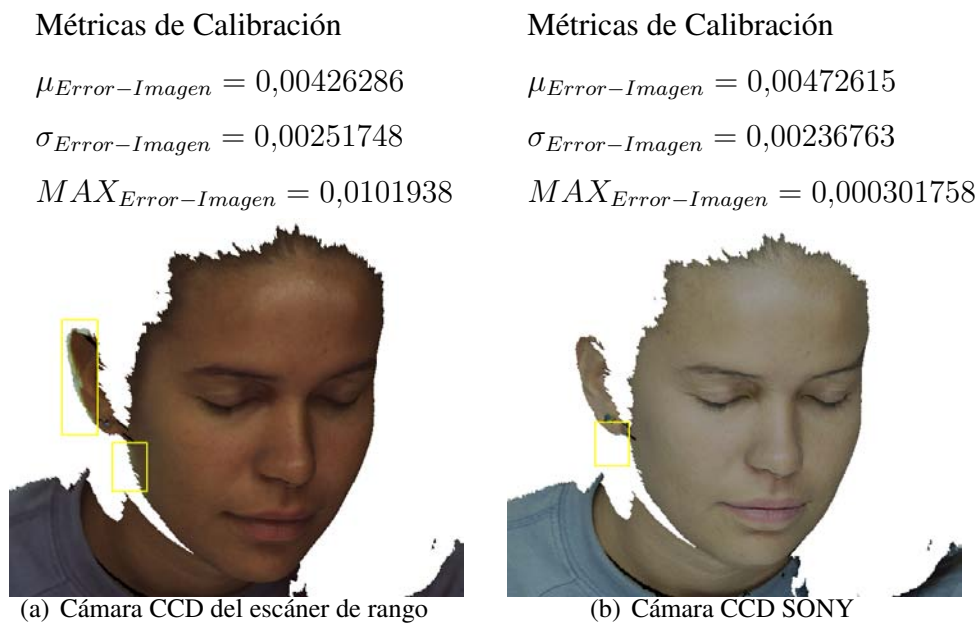 Métricas de Calibración
μError−Imagen = 0,00426286
σError−Imagen = 0,00251748
MAXError−Imagen = 0,0101938
(a) Cámara CCD del escáner de rango
Métricas de Calibración
μError−Imagen = 0,00472615
σError−Imagen = 0,00236763
MAXError−Imagen = 0,000301758
(b) Cámara CCD SONY